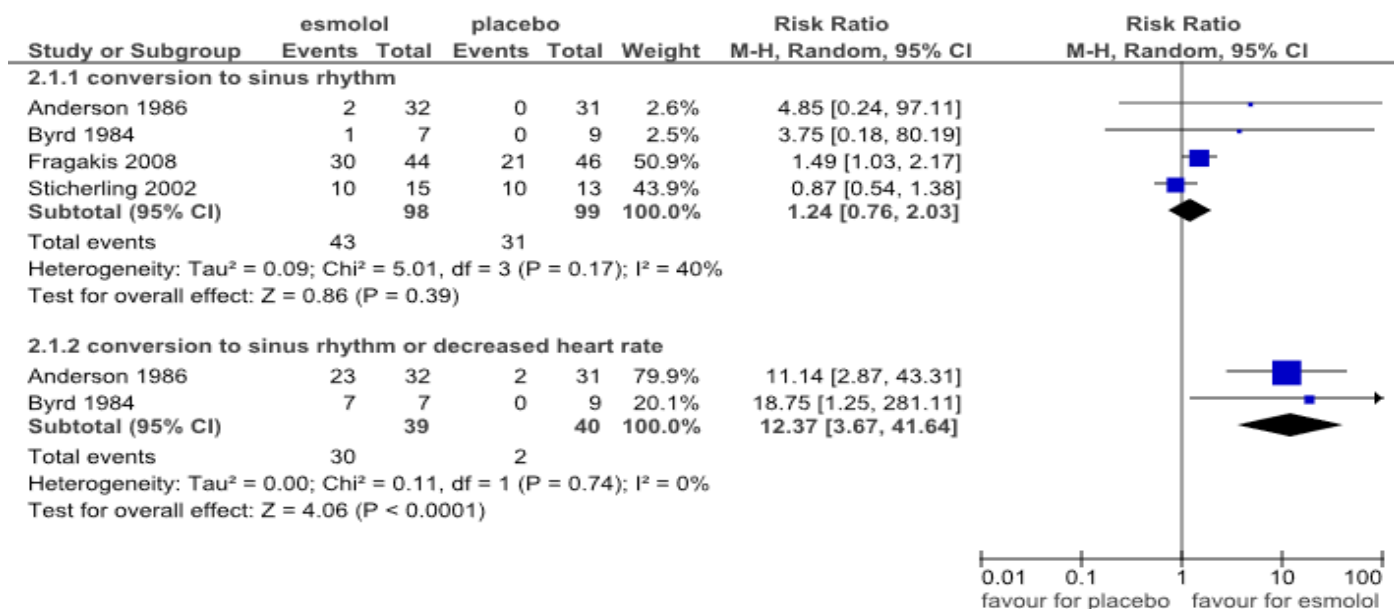 esmolol placebo Risk Ratio Risk Ratio
Study or Subgroup Events Total Events Total Weight M-H, Random, 95% CI M-H, Random, 95% CI
2.1.1 conversion to sinus rhythm
Anderson 1986 2 32 0 31 2.6% 4.85 [0.24, 97.11]
Byrd 1984 1 7 0 9 2.5% 3.75 [0.18, 80.19]
Fragakis 2008 30 44 21 46 50.9% 1.49 [1.03, 2.17]
Sticherling 2002 10 15 10 13 43.9% 0.87 [0.54, 1.38]
Subtotal (95% CI) 98 99 100.0% 1.24 [0.76, 2.03]
Total events 43 31
Heterogeneity: Tau² = 0.09; Chi² = 5.01, df = 3 (P = 0.17); I² = 40%
Test for overall effect: Z = 0.86 (P = 0.39)
2.1.2 conversion to sinus rhythm or decreased heart rate
Anderson 1986 23 32 2 31 79.9% 11.14 [2.87, 43.31]
Byrd 1984 7 7 0 9 20.1% 18.75 [1.25, 281.11]
Subtotal (95% CI) 39 40 100.0% 12.37 [3.67, 41.64]
Total events 30 2
Heterogeneity: Tau² = 0.00; Chi² = 0.11, df = 1 (P = 0.74); I² = 0%
Test for overall effect: Z = 4.06 (P < 0.0001)
0.01 0.1 1 10 100
favour for placebo favour for esmolol